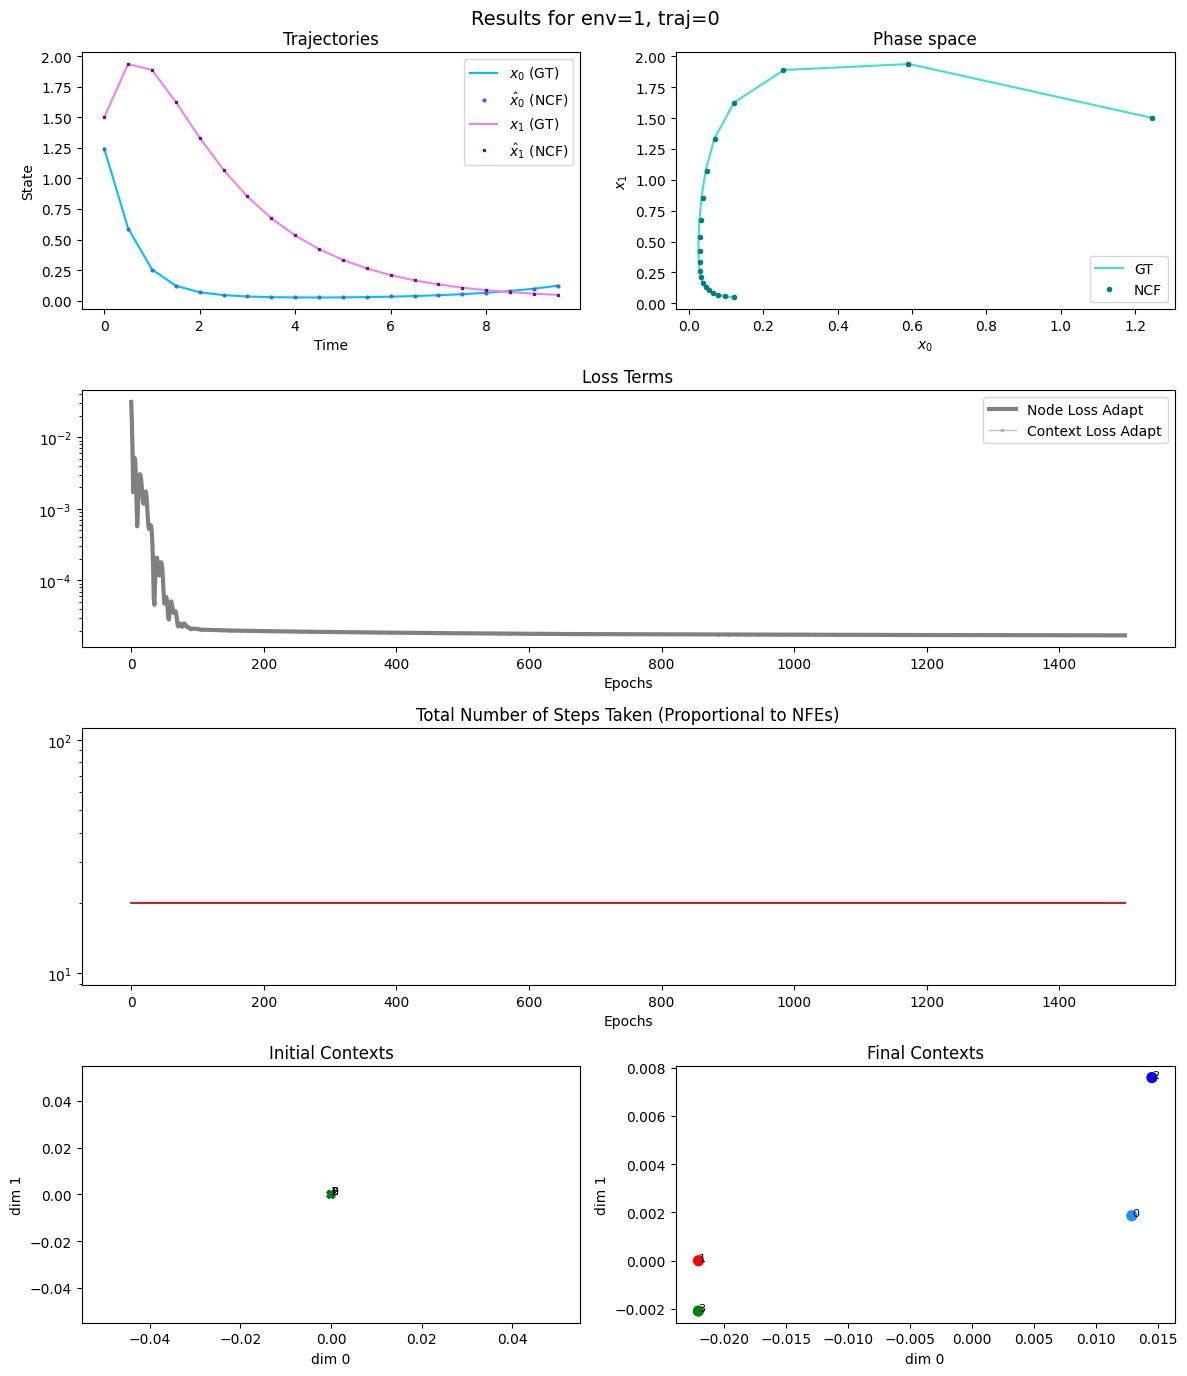 Results for env=1, traj=0
Trajectories
2.00
1.75
1.50
1.25
1.00
0.75
0.50
0.25
0.00
State
0 2 4 6 8
Time
x₀ (GT)
x̂₀ (NCF)
x₁ (GT)
x̂₁ (NCF)
Phase space
2.00
1.75
1.50
1.25
1.00
0.75
0.50
0.25
0.00
x₁
0.0 0.2 0.4 0.6 0.8 1.0 1.2
x₀
GT
NCF
Loss Terms
10⁻²
10⁻³
10⁻⁴
0 200 400 600 800 1000 1200 1400
Epochs
Node Loss Adapt
Context Loss Adapt
Total Number of Steps Taken (Proportional to NFEs)
10²
10¹
0 200 400 600 800 1000 1200 1400
Epochs
Initial Contexts
0.04
0.02
0.00
−0.02
−0.04
dim 1
−0.04 −0.02 0.00 0.02 0.04
dim 0
Final Contexts
0.008
0.006
0.004
0.002
0.000
−0.002
dim 1
2
0
1
3
−0.020 −0.015 −0.010 −0.005 0.000 0.005 0.010 0.015
dim 0